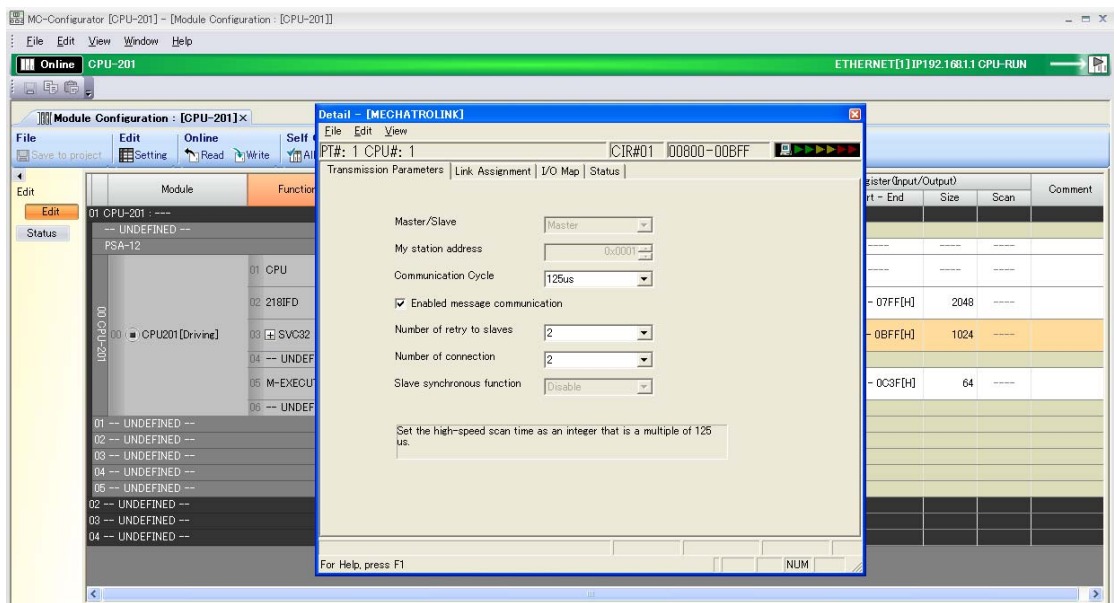 MC-Configurator [CPU-201] - [Module Configuration : [CPU-201]]
File Edit View Window Help
Online CPU-201 ETHERNET[1] IP192.168.1.1 CPU-RUN
Module Configuration : [CPU-201] ×
File Edit Online Self
Save to project Setting Read Write All
Edit
Edit
Status
Module Function
Register(Input/Output)
rt - End Size Scan Comment
01 CPU-201 : ---
-- UNDEFINED --
PSA-12 ---- ----
00 CPU-201
00 CPU201 [Driving]
01 CPU ---- ----
02 218IFD - 07FF[H] 2048 ----
03 + SVC32 - 0BFF[H] 1024 ----
04 -- UNDEF
05 M-EXECUT - 0C3F[H] 64 ----
06 -- UNDEF
01 -- UNDEFINED --
02 -- UNDEFINED --
03 -- UNDEFINED --
04 -- UNDEFINED --
05 -- UNDEFINED --
02 -- UNDEFINED --
03 -- UNDEFINED --
04 -- UNDEFINED --
Detail - [MECHATROLINK]
File Edit View
PT#: 1 CPU#: 1 CIR#01 00800-00BFF
Transmission Parameters Link Assignment I/O Map Status
Master/Slave Master
My station address 0x0001
Communication Cycle 125us
Enabled message communication
Number of retry to slaves 2
Number of connection 2
Slave synchronous function Disable
Set the high-speed scan time as an integer that is a multiple of 125
us.
For Help, press F1 NUM